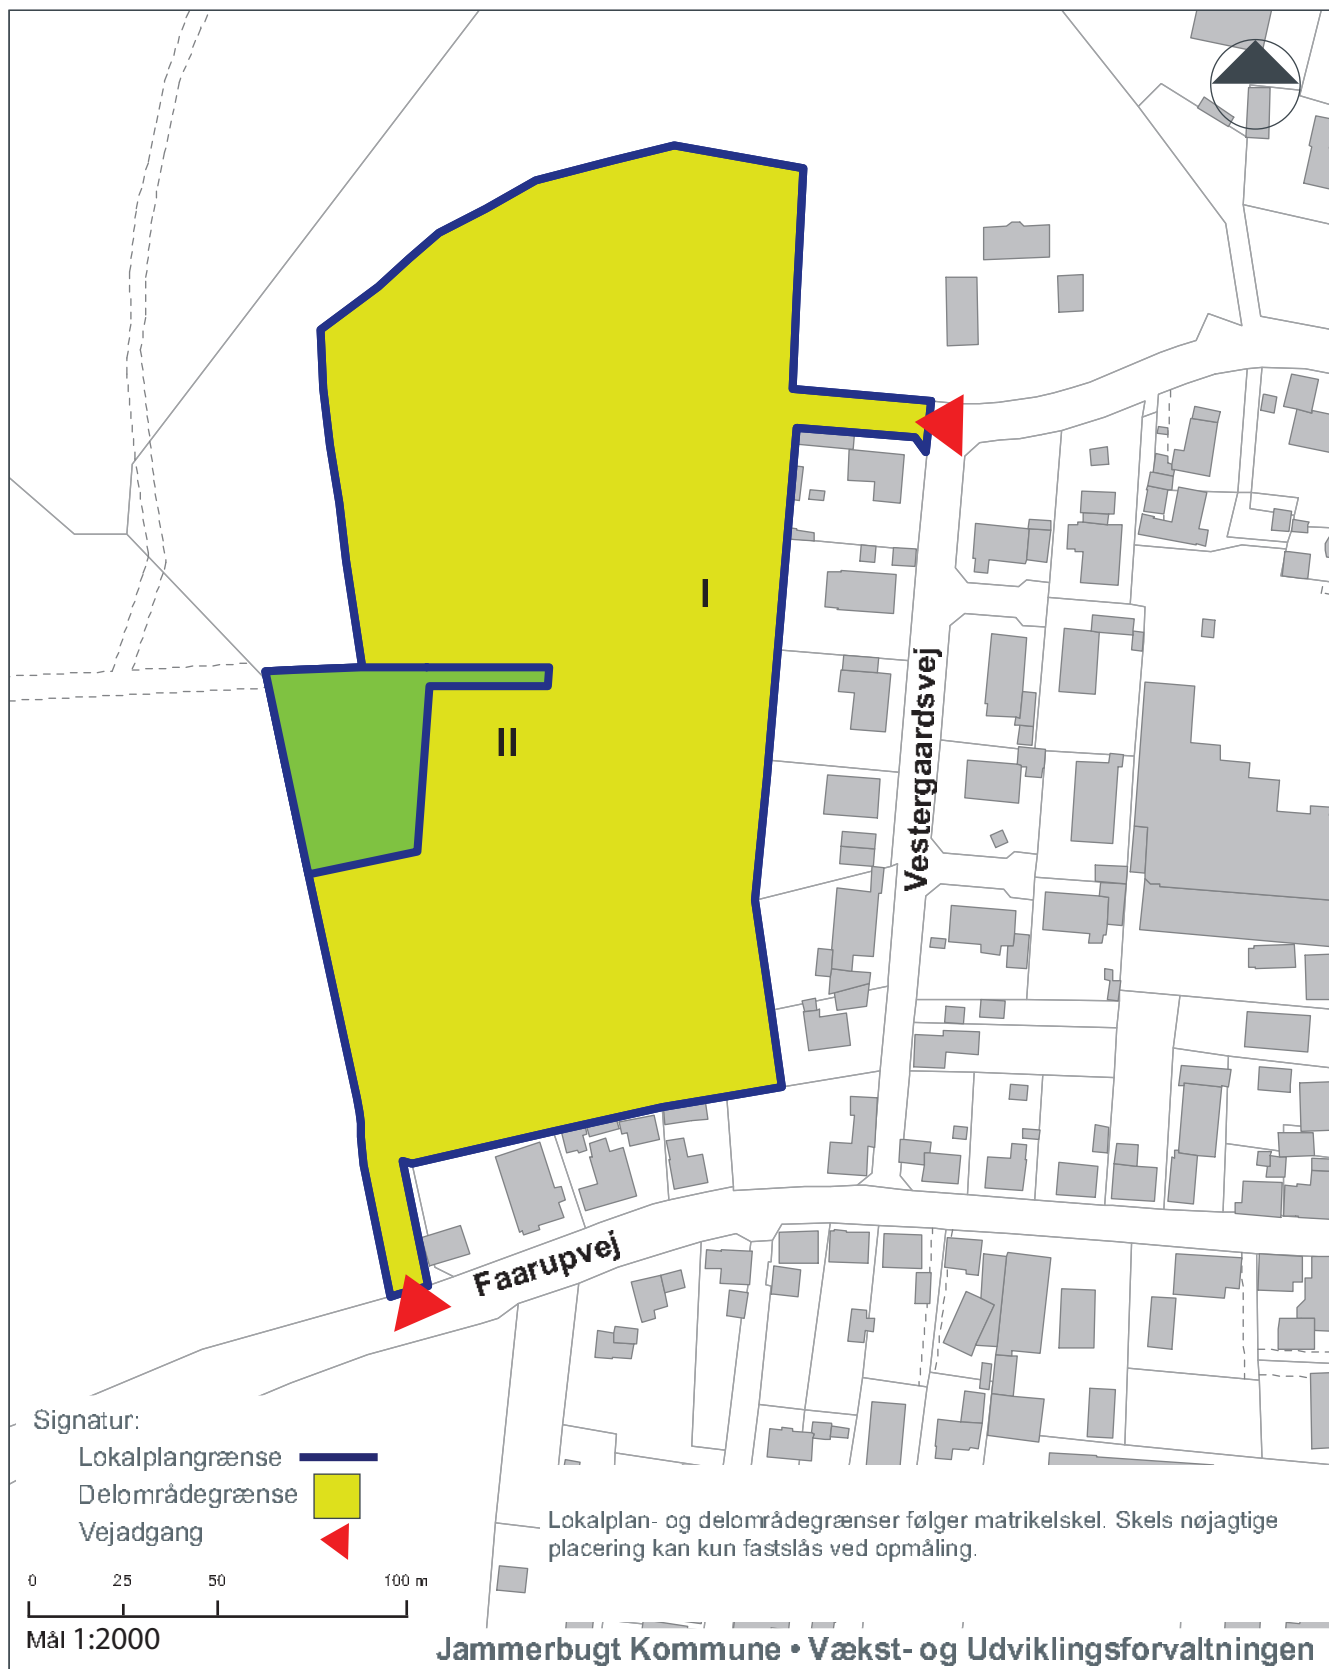 I
II
Vestergaardsvej
Faarupvej
Signatur:
Lokalplangrænse
Delområdegrænse
Vejadgang
0 25 50 100 m
Mål 1:2000
Lokalplan- og delområdegrænser følger matrikelskel. Skels nøjagtige
placering kan kun fastslås ved opmåling.
Jammerbugt Kommune • Vækst- og Udviklingsforvaltningen